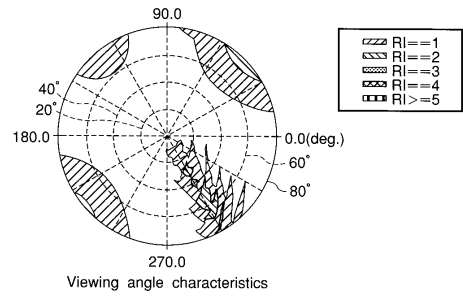 90.0
40°
20°
180.0
0.0(deg.)
60°
80°
270.0
RI==1
RI==2
RI==3
RI==4
RI>=5
Viewing angle characteristics